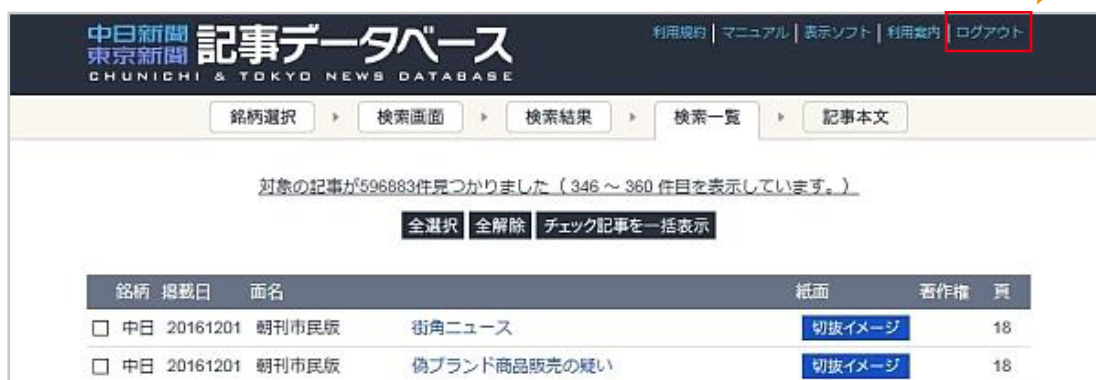 中日新聞
東京新聞
記事データベース
CHUNICHI & TOKYO NEWS DATABASE
利用規約 | マニュアル | 表示ソフト | 利用案内 | ログアウト
銘柄選択 検索画面 検索結果 検索一覧 記事本文
対象の記事が596883件見つかりました（346 ～ 360 件目を表示しています。）
全選択 全解除 チェック記事を一括表示
銘柄 掲載日 面名 紙面 著作権 頁
中日 20161201 朝刊市民版 街角ニュース 切抜イメージ 18
中日 20161201 朝刊市民版 偽ブランド商品販売の疑い 切抜イメージ 18